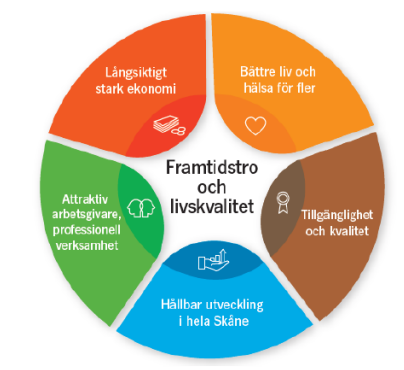 Långsiktigt
stark ekonomi
Bättre liv och
hälsa för fler
Framtidstro
och
livskvalitet
Attraktiv
arbetsgivare,
professionell
verksamhet
Tillgänglighet
och kvalitet
Hållbar utveckling
i hela Skåne